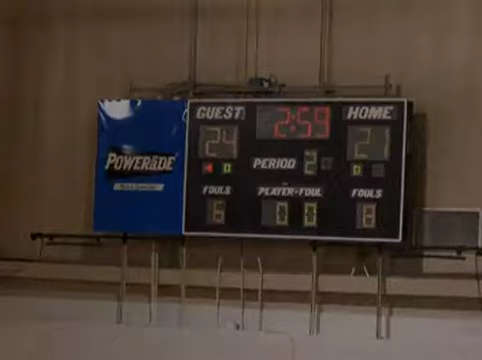 POWERADE
GUEST 2:59 HOME
24 21
PERIOD 2
FOULS PLAYER-FOUL FOULS
6 0 0 8